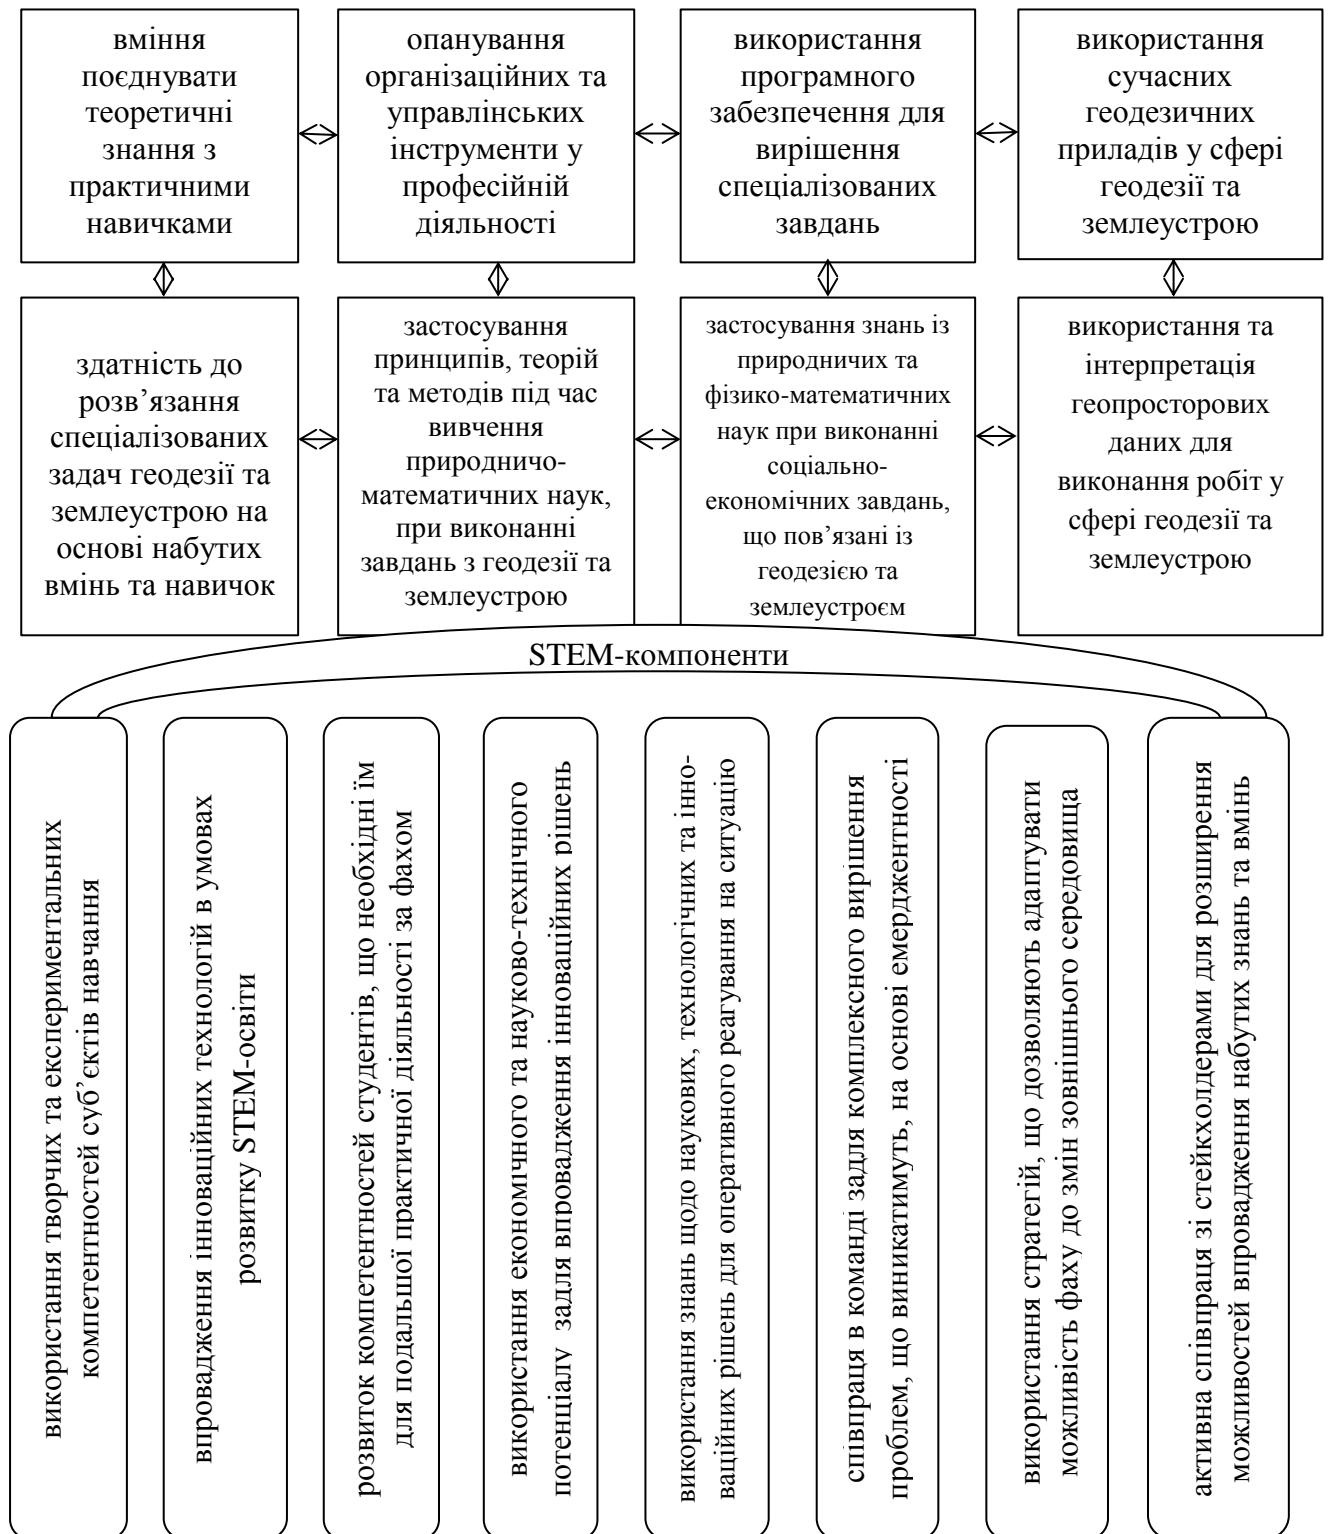 вміння
поєднувати
теоретичні
знання з
практичними
навичками
опанування
організаційних та
управлінських
інструменти у
професійній
діяльності
використання
програмного
забезпечення для
вирішення
спеціалізованих
завдань
використання
сучасних
геодезичних
приладів у сфері
геодезії та
землеустрою
здатність до
розв’язання
спеціалізованих
задач геодезії та
землеустрою на
основі набутих
вмінь та навичок
застосування
принципів, теорій
та методів під час
вивчення
природничо-
математичних наук,
при виконанні
завдань з геодезії та
землеустрою
застосування знань із
природничих та
фізико-математичних
наук при виконанні
соціально-
економічних завдань,
що пов’язані із
геодезією та
землеустроєм
використання та
інтерпретація
геопросторових
даних для
виконання робіт у
сфері геодезії та
землеустрою
STEM-компоненти
використання творчих та експериментальних
компетентностей суб’єктів навчання
впровадження інноваційних технологій в умовах
розвитку STEM-освіти
розвиток компетентностей студентів, що необхідні їм
для подальшої практичної діяльності за фахом
використання економічного та науково-технічного
потенціалу задля впровадження інноваційних рішень
використання знань щодо наукових, технологічних та інно-
ваційних рішень для оперативного реагування на ситуацію
співпраця в команді задля комплексного вирішення
проблем, що виникатимуть, на основі емерджентності
використання стратегій, що дозволяють адаптувати
можливість фаху до змін зовнішнього середовища
активна співпраця зі стейкхолдерами для розширення
можливостей впровадження набутих знань та вмінь